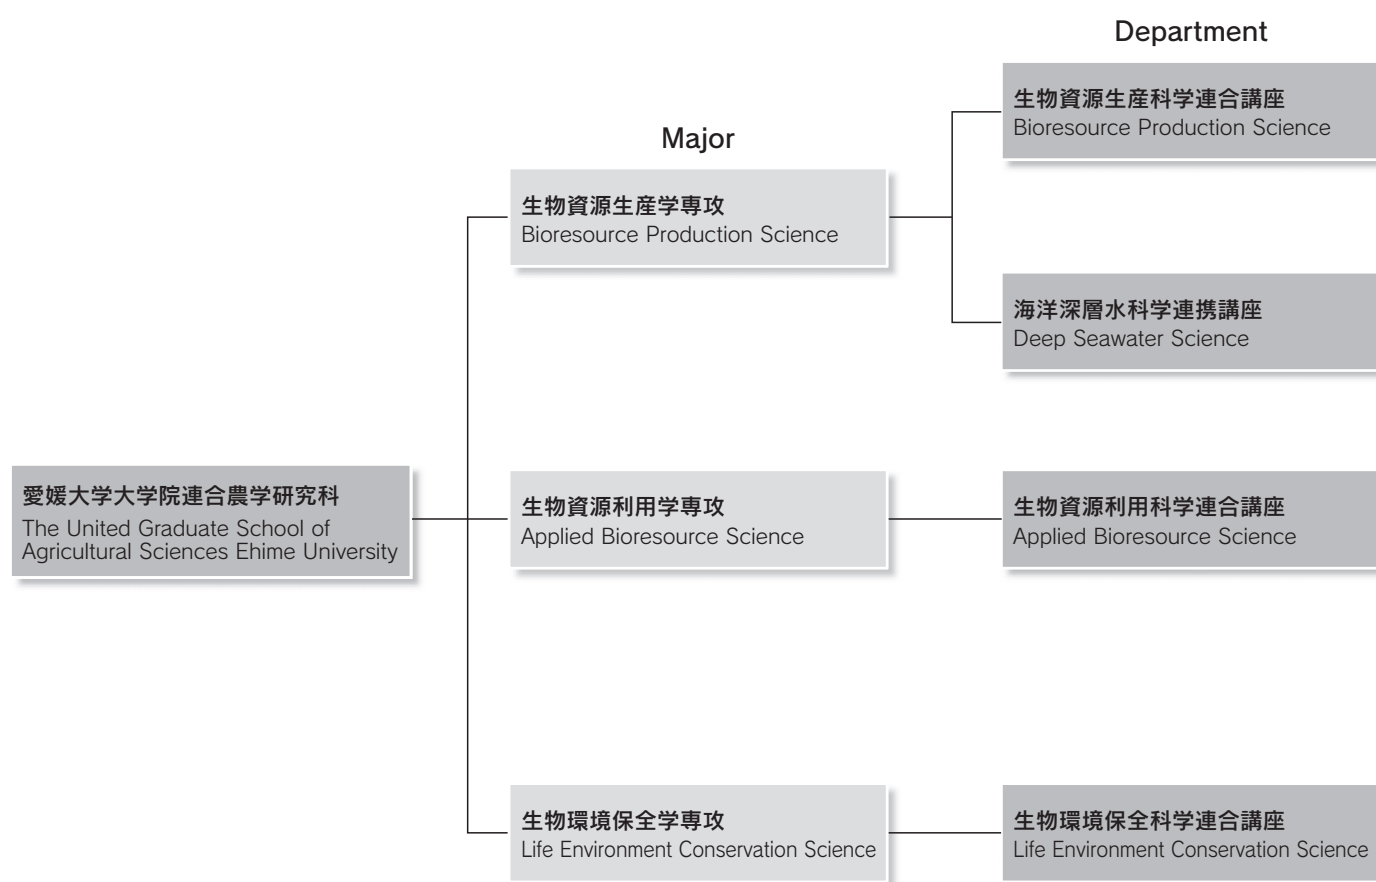 Department
生物資源生産科学連合講座
Bioresource Production Science
Major
生物資源生産学専攻
Bioresource Production Science
海洋深層水科学連携講座
Deep Seawater Science
愛媛大学大学院連合農学研究科
The United Graduate School of
Agricultural Sciences Ehime University
生物資源利用学専攻
Applied Bioresource Science
生物資源利用科学連合講座
Applied Bioresource Science
生物環境保全学専攻
Life Environment Conservation Science
生物環境保全科学連合講座
Life Environment Conservation Science